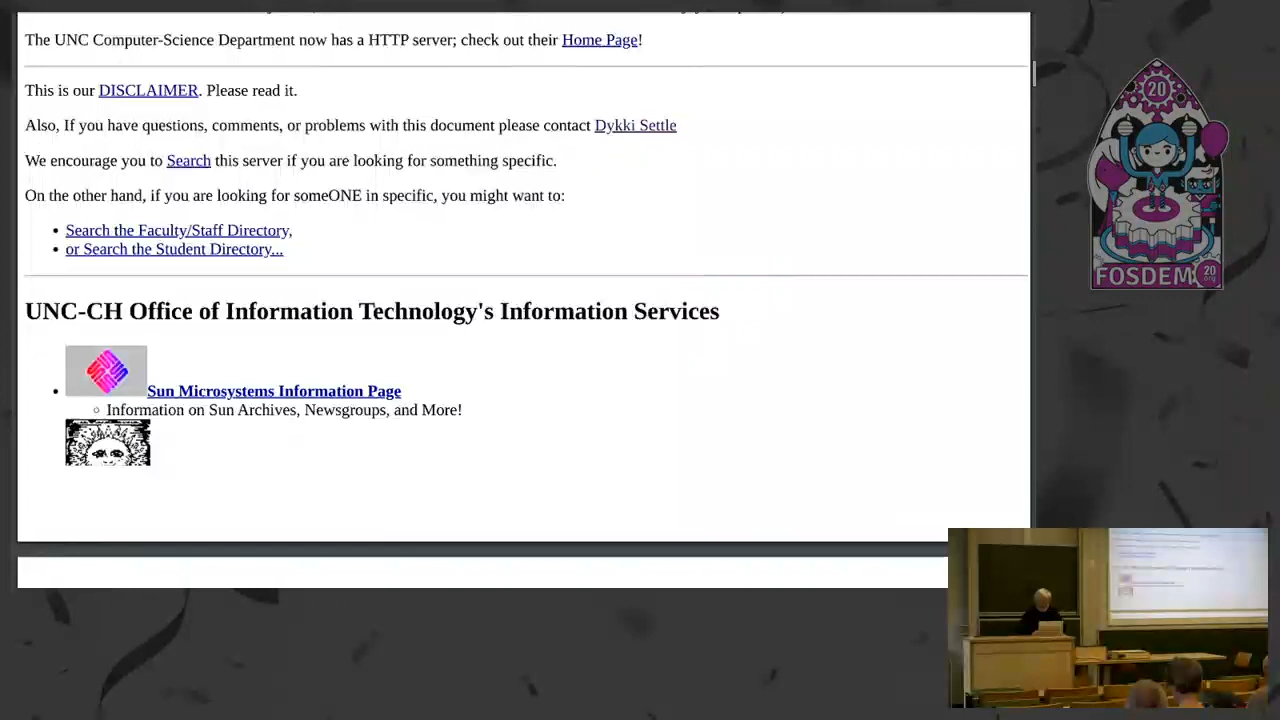 The UNC Computer-Science Department now has a HTTP server; check out their Home Page!
This is our DISCLAIMER. Please read it.
Also, If you have questions, comments, or problems with this document please contact Dykki Settle
We encourage you to Search this server if you are looking for something specific.
On the other hand, if you are looking for someONE in specific, you might want to:
• Search the Faculty/Staff Directory,
• or Search the Student Directory...
UNC-CH Office of Information Technology's Information Services
• Sun Microsystems Information Page
◦ Information on Sun Archives, Newsgroups, and More!
20
FOSDEM
20
.org